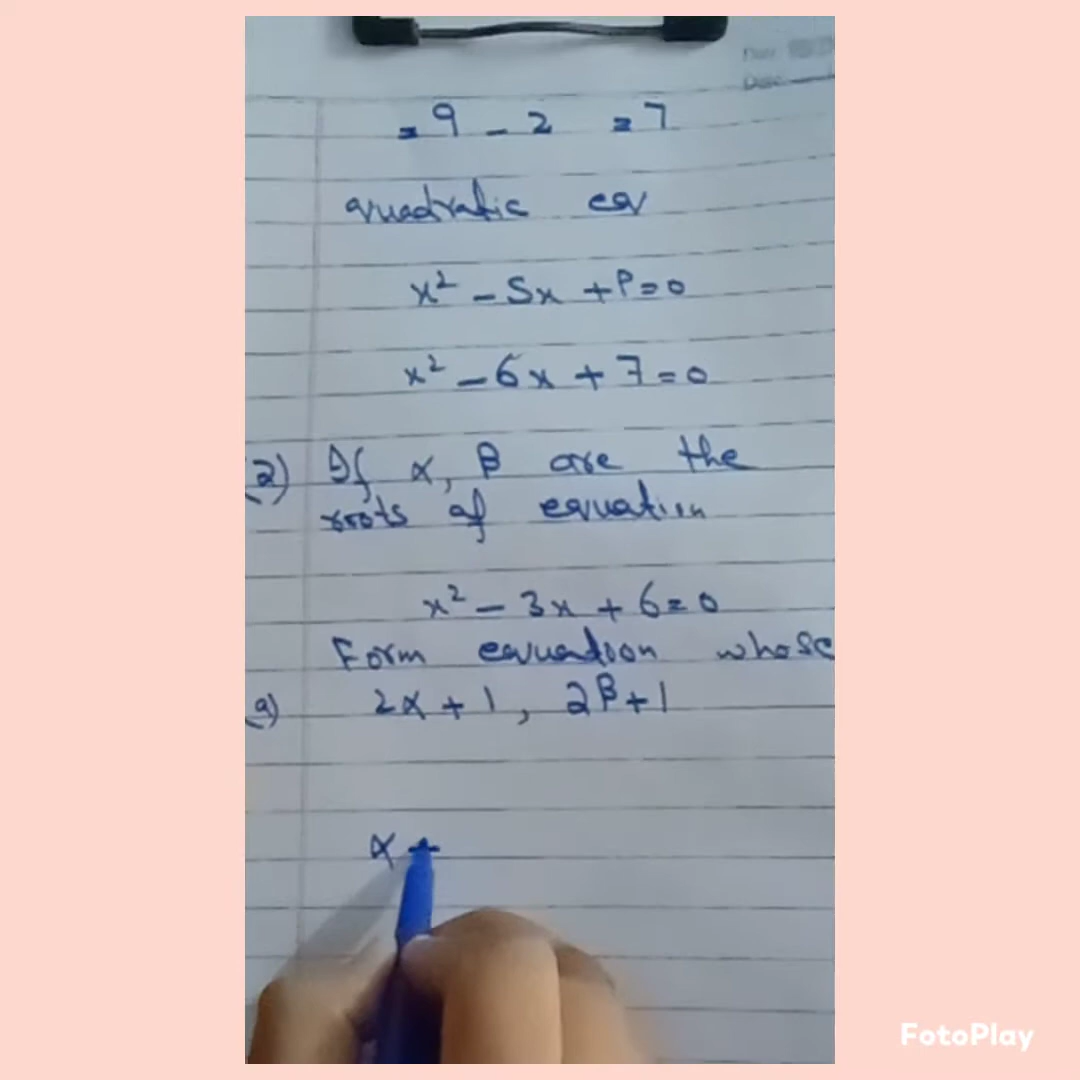 = 9 - 2 = 7
quadratic eq
x² - Sx + P = 0
x² - 6x + 7 = 0
(2) If α, β are the
roots of equation
x² - 3x + 6 = 0
Form equation whose
(a) 2α + 1, 2β + 1
α +
FotoPlay